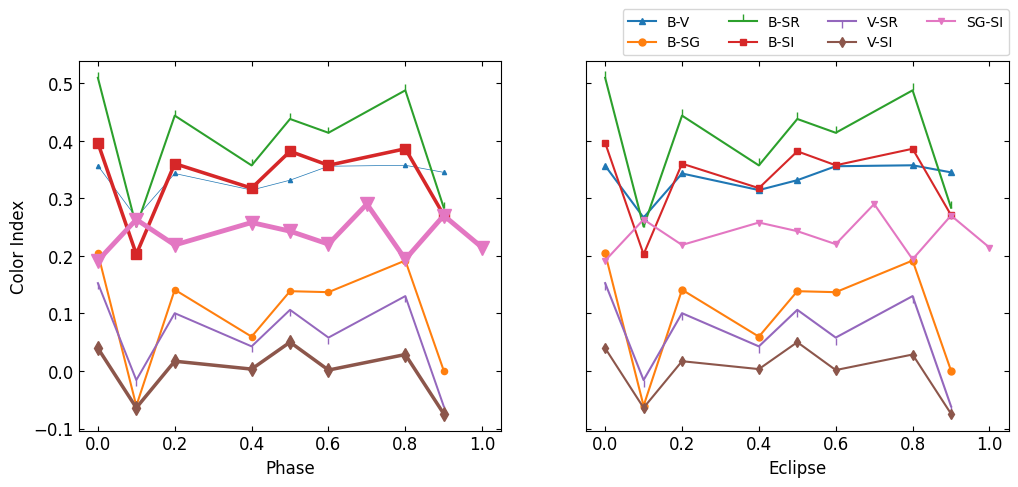 B-V B-SR V-SR SG-SI
B-SG B-SI V-SI
0.5
0.4
0.3
0.2
0.1
0.0
−0.1
Color Index
0.0 0.2 0.4 0.6 0.8 1.0 0.0 0.2 0.4 0.6 0.8 1.0
Phase Eclipse